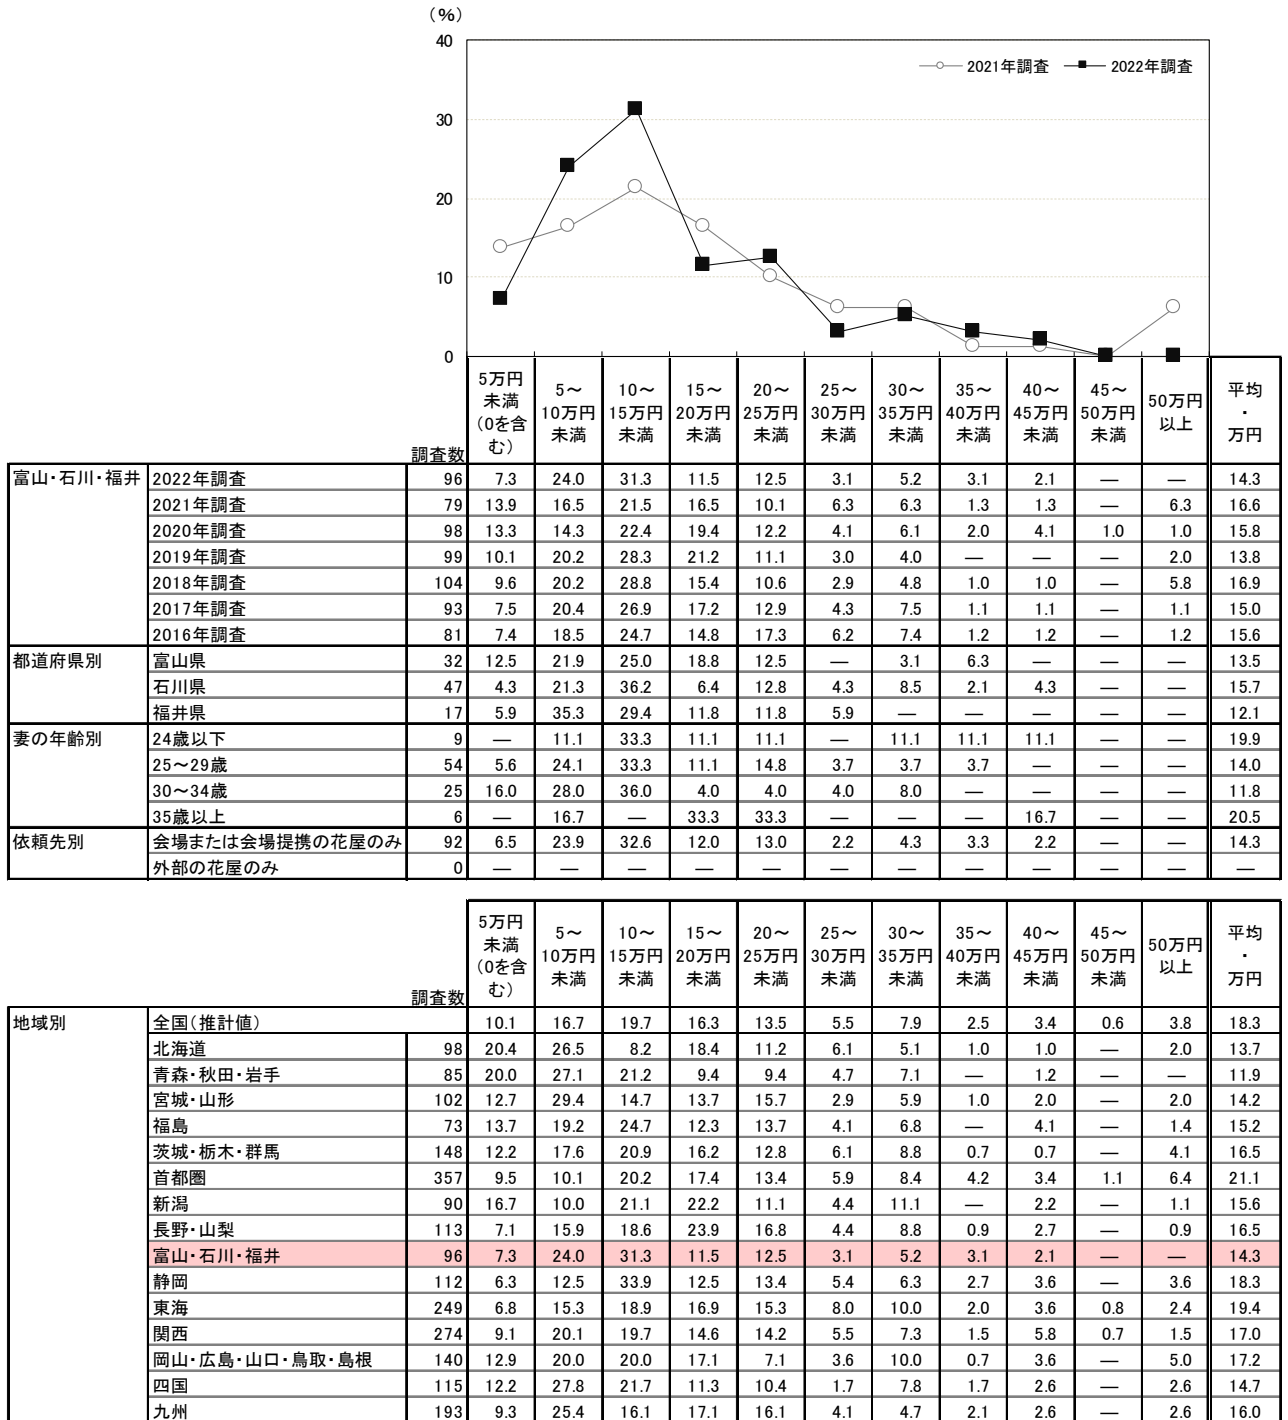 （％）
40
30
20
10
0
2021年調査 2022年調査
調査数 5万円未満（0を含む） 5～10万円未満 10～15万円未満 15～20万円未満 20～25万円未満 25～30万円未満 30～35万円未満 35～40万円未満 40～45万円未満 45～50万円未満 50万円以上 平均・万円
富山・石川・福井 2022年調査 96 7.3 24.0 31.3 11.5 12.5 3.1 5.2 3.1 2.1 — — 14.3
2021年調査 79 13.9 16.5 21.5 16.5 10.1 6.3 6.3 1.3 1.3 — 6.3 16.6
2020年調査 98 13.3 14.3 22.4 19.4 12.2 4.1 6.1 2.0 4.1 1.0 1.0 15.8
2019年調査 99 10.1 20.2 28.3 21.2 11.1 3.0 4.0 — — — 2.0 13.8
2018年調査 104 9.6 20.2 28.8 15.4 10.6 2.9 4.8 1.0 1.0 — 5.8 16.9
2017年調査 93 7.5 20.4 26.9 17.2 12.9 4.3 7.5 1.1 1.1 — 1.1 15.0
2016年調査 81 7.4 18.5 24.7 14.8 17.3 6.2 7.4 1.2 1.2 — 1.2 15.6
都道府県別 富山県 32 12.5 21.9 25.0 18.8 12.5 — 3.1 6.3 — — — 13.5
石川県 47 4.3 21.3 36.2 6.4 12.8 4.3 8.5 2.1 4.3 — — 15.7
福井県 17 5.9 35.3 29.4 11.8 11.8 5.9 — — — — — 12.1
妻の年齢別 24歳以下 9 — 11.1 33.3 11.1 11.1 — 11.1 11.1 11.1 — — 19.9
25～29歳 54 5.6 24.1 33.3 11.1 14.8 3.7 3.7 3.7 — — — 14.0
30～34歳 25 16.0 28.0 36.0 4.0 4.0 4.0 8.0 — — — — 11.8
35歳以上 6 — 16.7 — 33.3 33.3 — — — 16.7 — — 20.5
依頼先別 会場または会場提携の花屋のみ 92 6.5 23.9 32.6 12.0 13.0 2.2 4.3 3.3 2.2 — — 14.3
外部の花屋のみ 0 — — — — — — — — — — — —
調査数 5万円未満（0を含む） 5～10万円未満 10～15万円未満 15～20万円未満 20～25万円未満 25～30万円未満 30～35万円未満 35～40万円未満 40～45万円未満 45～50万円未満 50万円以上 平均・万円
地域別 全国（推計値） 10.1 16.7 19.7 16.3 13.5 5.5 7.9 2.5 3.4 0.6 3.8 18.3
北海道 98 20.4 26.5 8.2 18.4 11.2 6.1 5.1 1.0 1.0 — 2.0 13.7
青森・秋田・岩手 85 20.0 27.1 21.2 9.4 9.4 4.7 7.1 — 1.2 — — 11.9
宮城・山形 102 12.7 29.4 14.7 13.7 15.7 2.9 5.9 1.0 2.0 — 2.0 14.2
福島 73 13.7 19.2 24.7 12.3 13.7 4.1 6.8 — 4.1 — 1.4 15.2
茨城・栃木・群馬 148 12.2 17.6 20.9 16.2 12.8 6.1 8.8 0.7 0.7 — 4.1 16.5
首都圏 357 9.5 10.1 20.2 17.4 13.4 5.9 8.4 4.2 3.4 1.1 6.4 21.1
新潟 90 16.7 10.0 21.1 22.2 11.1 4.4 11.1 — 2.2 — 1.1 15.6
長野・山梨 113 7.1 15.9 18.6 23.9 16.8 4.4 8.8 0.9 2.7 — 0.9 16.5
富山・石川・福井 96 7.3 24.0 31.3 11.5 12.5 3.1 5.2 3.1 2.1 — — 14.3
静岡 112 6.3 12.5 33.9 12.5 13.4 5.4 6.3 2.7 3.6 — 3.6 18.3
東海 249 6.8 15.3 18.9 16.9 15.3 8.0 10.0 2.0 3.6 0.8 2.4 19.4
関西 274 9.1 20.1 19.7 14.6 14.2 5.5 7.3 1.5 5.8 0.7 1.5 17.0
岡山・広島・山口・鳥取・島根 140 12.9 20.0 20.0 17.1 7.1 3.6 10.0 0.7 3.6 — 5.0 17.2
四国 115 12.2 27.8 21.7 11.3 10.4 1.7 7.8 1.7 2.6 — 2.6 14.7
九州 193 9.3 25.4 16.1 17.1 16.1 4.1 4.7 2.1 2.6 — 2.6 16.0